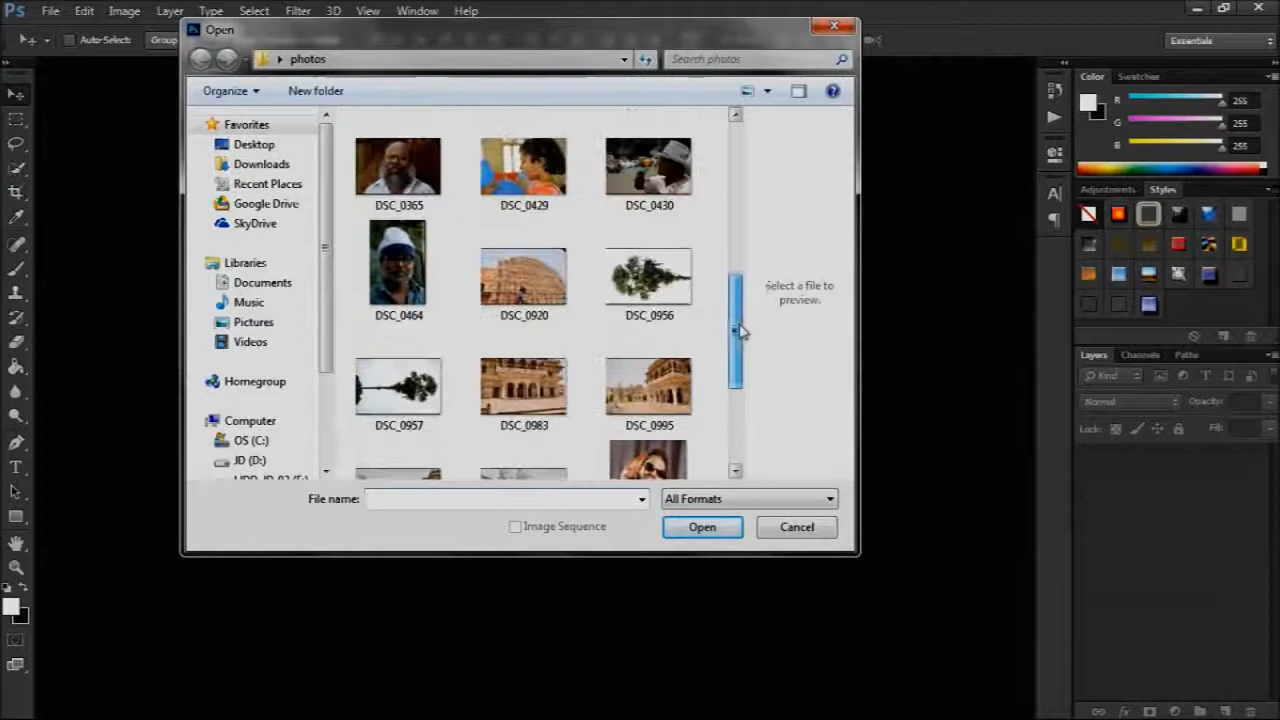 Ps File Edit Image Layer Type Select Filter 3D View Window Help
Open
Auto-Select: Group
Essentials
photos
Search photos
Organize
New folder
Color Swatches
R 255
G 255
B 255
Favorites
Desktop
Downloads
Recent Places
Google Drive
SkyDrive
Libraries
Documents
Music
Pictures
Videos
Homegroup
Computer
OS (C:)
JD (D:)
DSC_0365 DSC_0429 DSC_0430
DSC_0464 DSC_0920 DSC_0956
DSC_0957 DSC_0983 DSC_0995
Select a file to
preview.
File name:
All Formats
Image Sequence
Open Cancel
Adjustments Styles
Layers Channels Paths
Kind
Normal Opacity:
Lock: Fill: